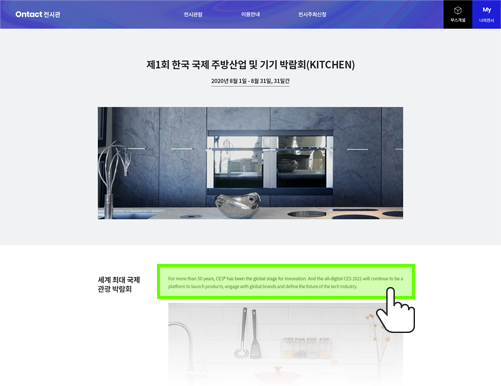 Ontact 전시관
전시관람
이용안내
전시주최신청
부스개설
My
나의전시
제1회 한국 국제 주방산업 및 기기 박람회(KITCHEN)
2020년 8월 1일 - 8월 31일, 31일간
세계 최대 국제
관광 박람회
For more than 50 years, CES® has been the global stage for innovation. And the all-digital CES 2021 will continue to be a
platform to launch products, engage with global brands and define the future of the tech industry.